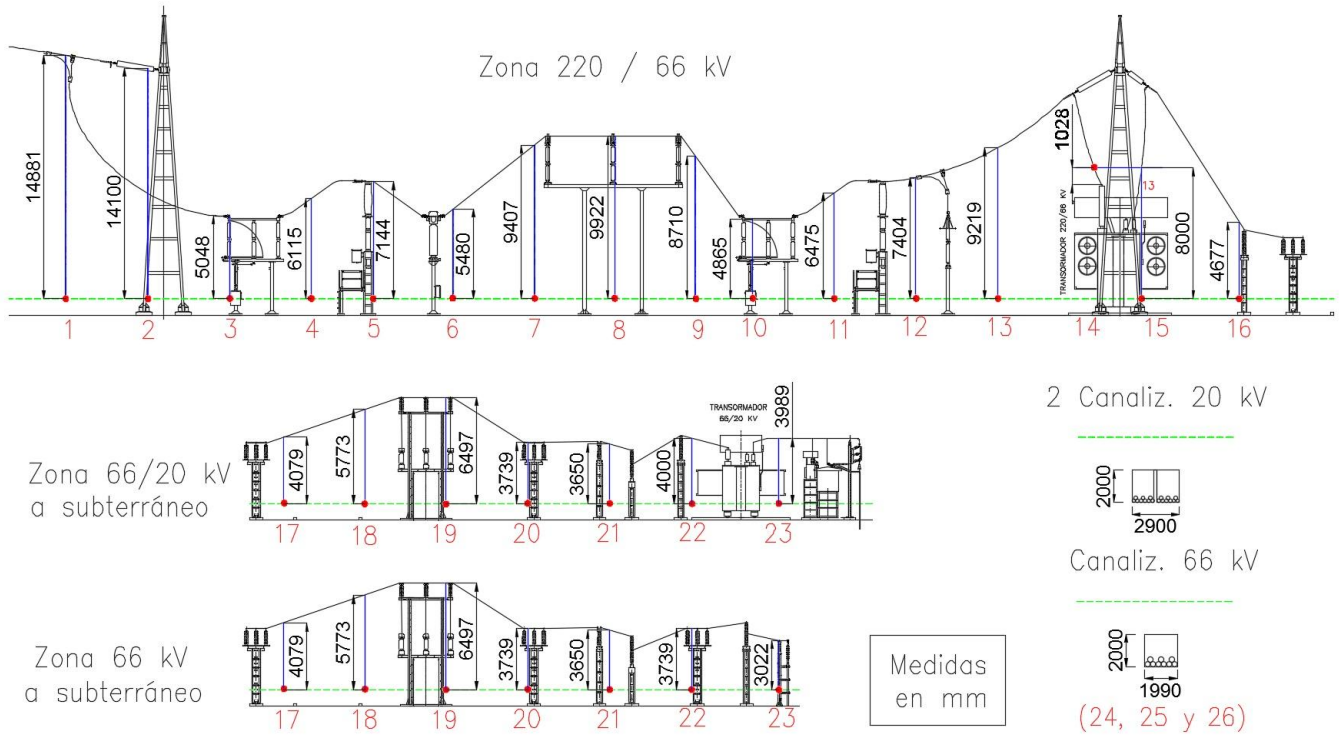 Zona 220 / 66 kV
14881
14100
5048
6115
7144
5480
9407
9922
8710
4865
6475
7404
9219
1028
TRANSORMADOR 220/66 KV
13
8000
4677
1 2 3 4 5 6 7 8 9 10 11 12 13 14 15 16
Zona 66/20 kV
a subterráneo
4079
5773
6497
3739
3650
4000
TRANSORMADOR
66/20 KV
3989
17 18 19 20 21 22 23
2 Canaliz. 20 kV
2000
2900
Canaliz. 66 kV
2000
1990
(24, 25 y 26)
Zona 66 kV
a subterráneo
4079
5773
6497
3739
3650
3739
3022
17 18 19 20 21 22 23
Medidas
en mm